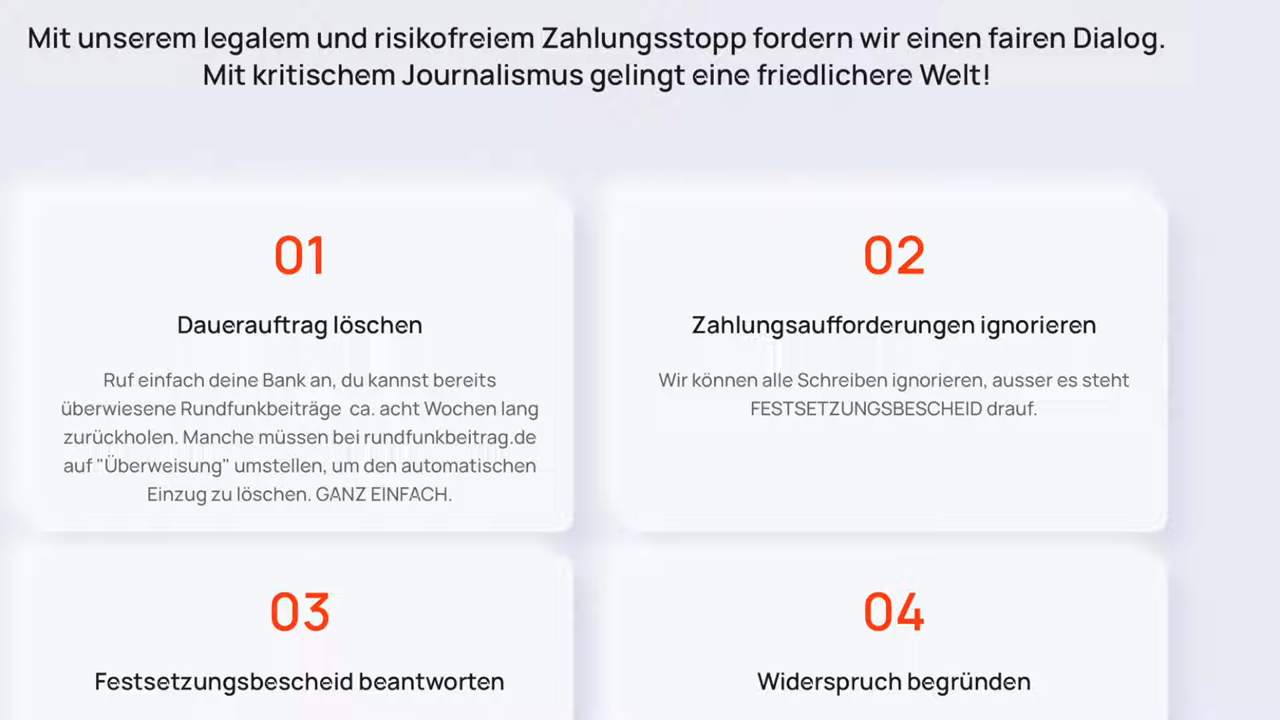 Mit unserem legalem und risikofreiem Zahlungsstopp fordern wir einen fairen Dialog.
Mit kritischem Journalismus gelingt eine friedlichere Welt!
01
Dauerauftrag löschen
Ruf einfach deine Bank an, du kannst bereits
überwiesene Rundfunkbeiträge ca. acht Wochen lang
zurückholen. Manche müssen bei rundfunkbeitrag.de
auf "Überweisung" umstellen, um den automatischen
Einzug zu löschen. GANZ EINFACH.
02
Zahlungsaufforderungen ignorieren
Wir können alle Schreiben ignorieren, ausser es steht
FESTSETZUNGSBESCHEID drauf.
03
Festsetzungsbescheid beantworten
04
Widerspruch begründen